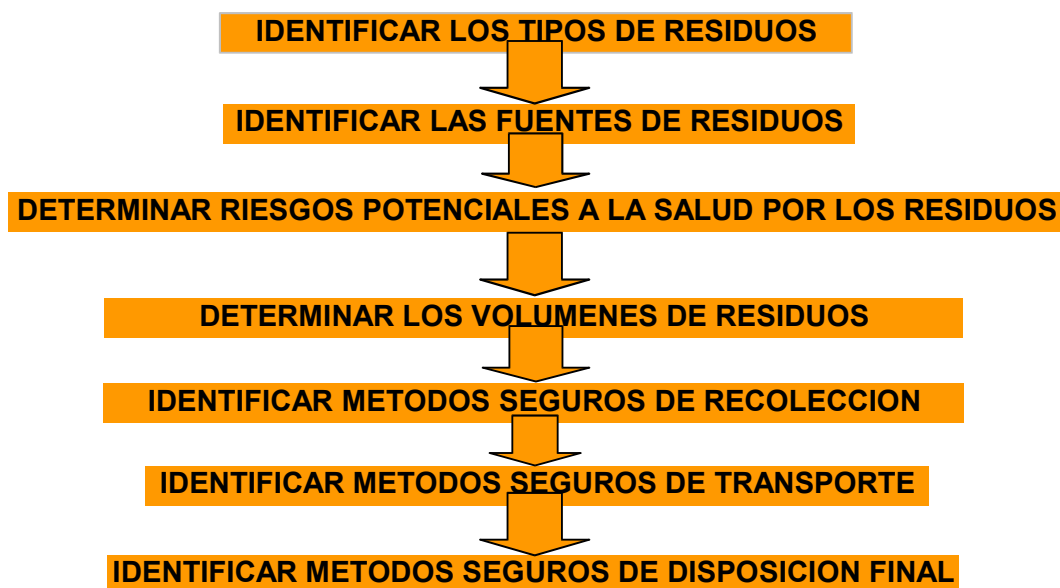 IDENTIFICAR LOS TIPOS DE RESIDUOS
IDENTIFICAR LAS FUENTES DE RESIDUOS
DETERMINAR RIESGOS POTENCIALES A LA SALUD POR LOS RESIDUOS
DETERMINAR LOS VOLUMENES DE RESIDUOS
IDENTIFICAR METODOS SEGUROS DE RECOLECCION
IDENTIFICAR METODOS SEGUROS DE TRANSPORTE
IDENTIFICAR METODOS SEGUROS DE DISPOSICION FINAL